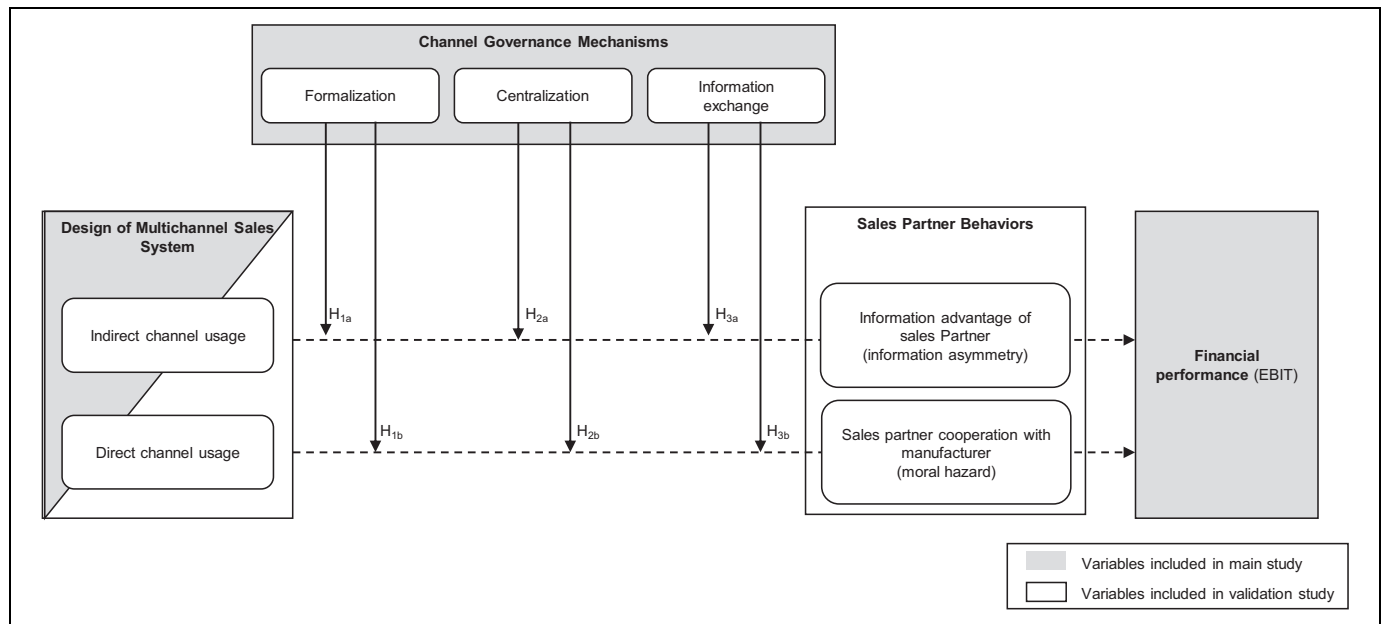 Channel Governance Mechanisms
Formalization
Centralization
Information
exchange
Design of Multichannel Sales
System
Indirect channel usage
Direct channel usage
H1a
H2a
H3a
H1b
H2b
H3b
Sales Partner Behaviors
Information advantage of
sales Partner
(information asymmetry)
Sales partner cooperation with
manufacturer
(moral hazard)
Financial
performance (EBIT)
Variables included in main study
Variables included in validation study